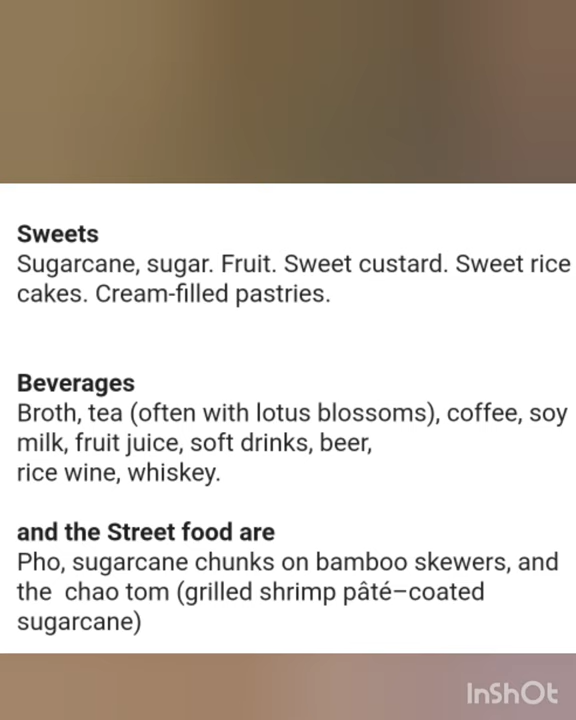 Sweets
Sugarcane, sugar. Fruit. Sweet custard. Sweet rice
cakes. Cream-filled pastries.
Beverages
Broth, tea (often with lotus blossoms), coffee, soy
milk, fruit juice, soft drinks, beer,
rice wine, whiskey.
and the Street food are
Pho, sugarcane chunks on bamboo skewers, and
the  chao tom (grilled shrimp pâté–coated
sugarcane)
InShOt